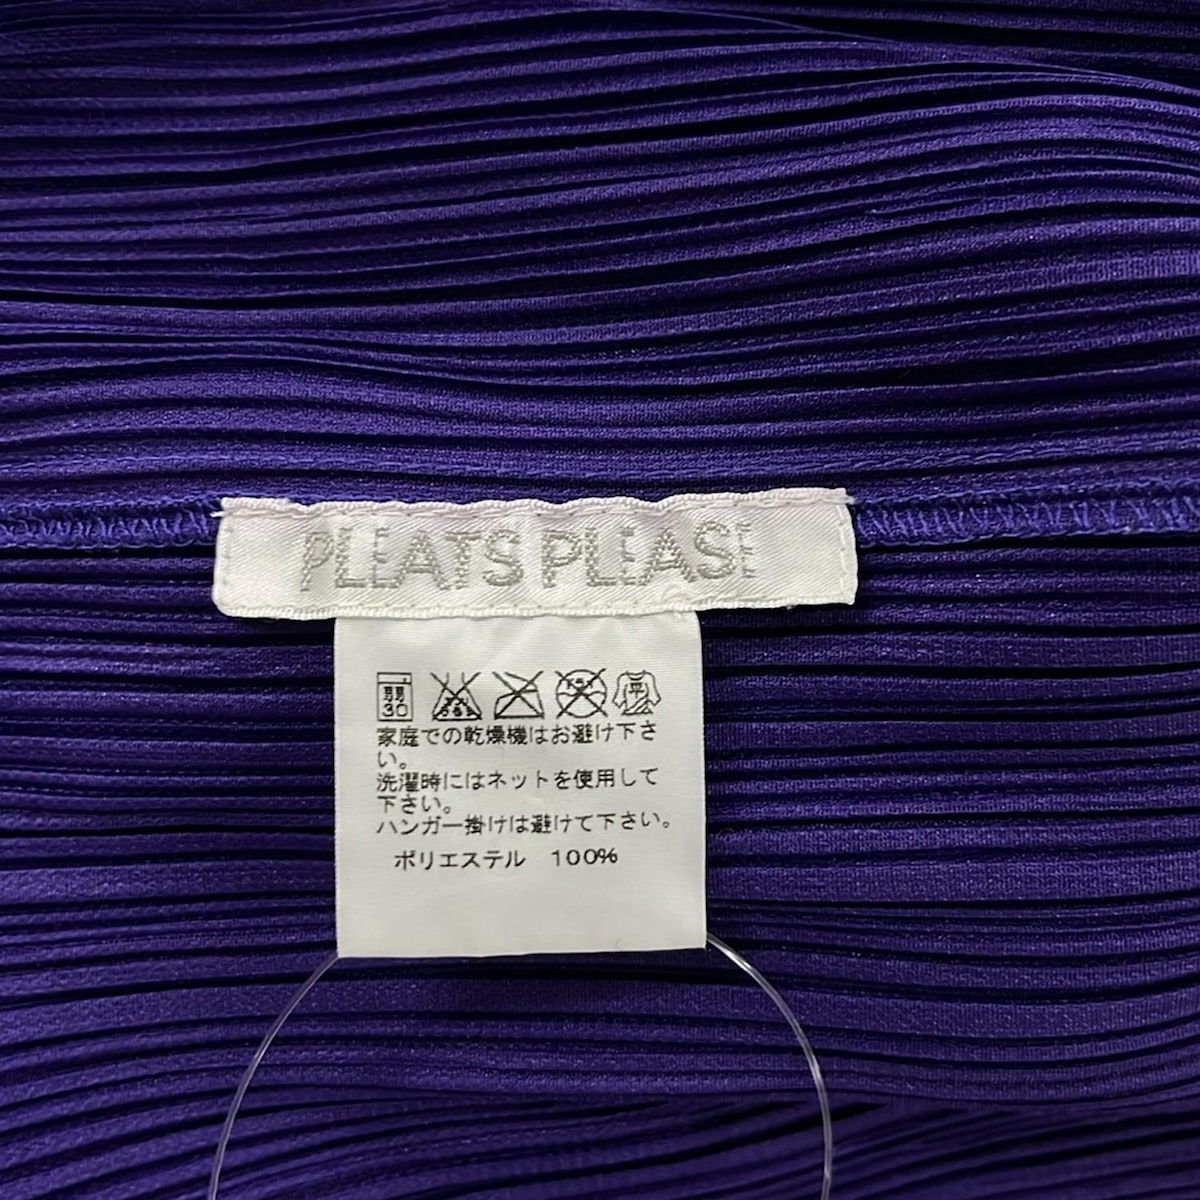 PLEATS PLEASE
弱
30
平
家庭での乾燥機はお避け下さ
い。
洗濯時にはネットを使用して
下さい。
ハンガー掛けは避けて下さい。
ポリエステル 100%